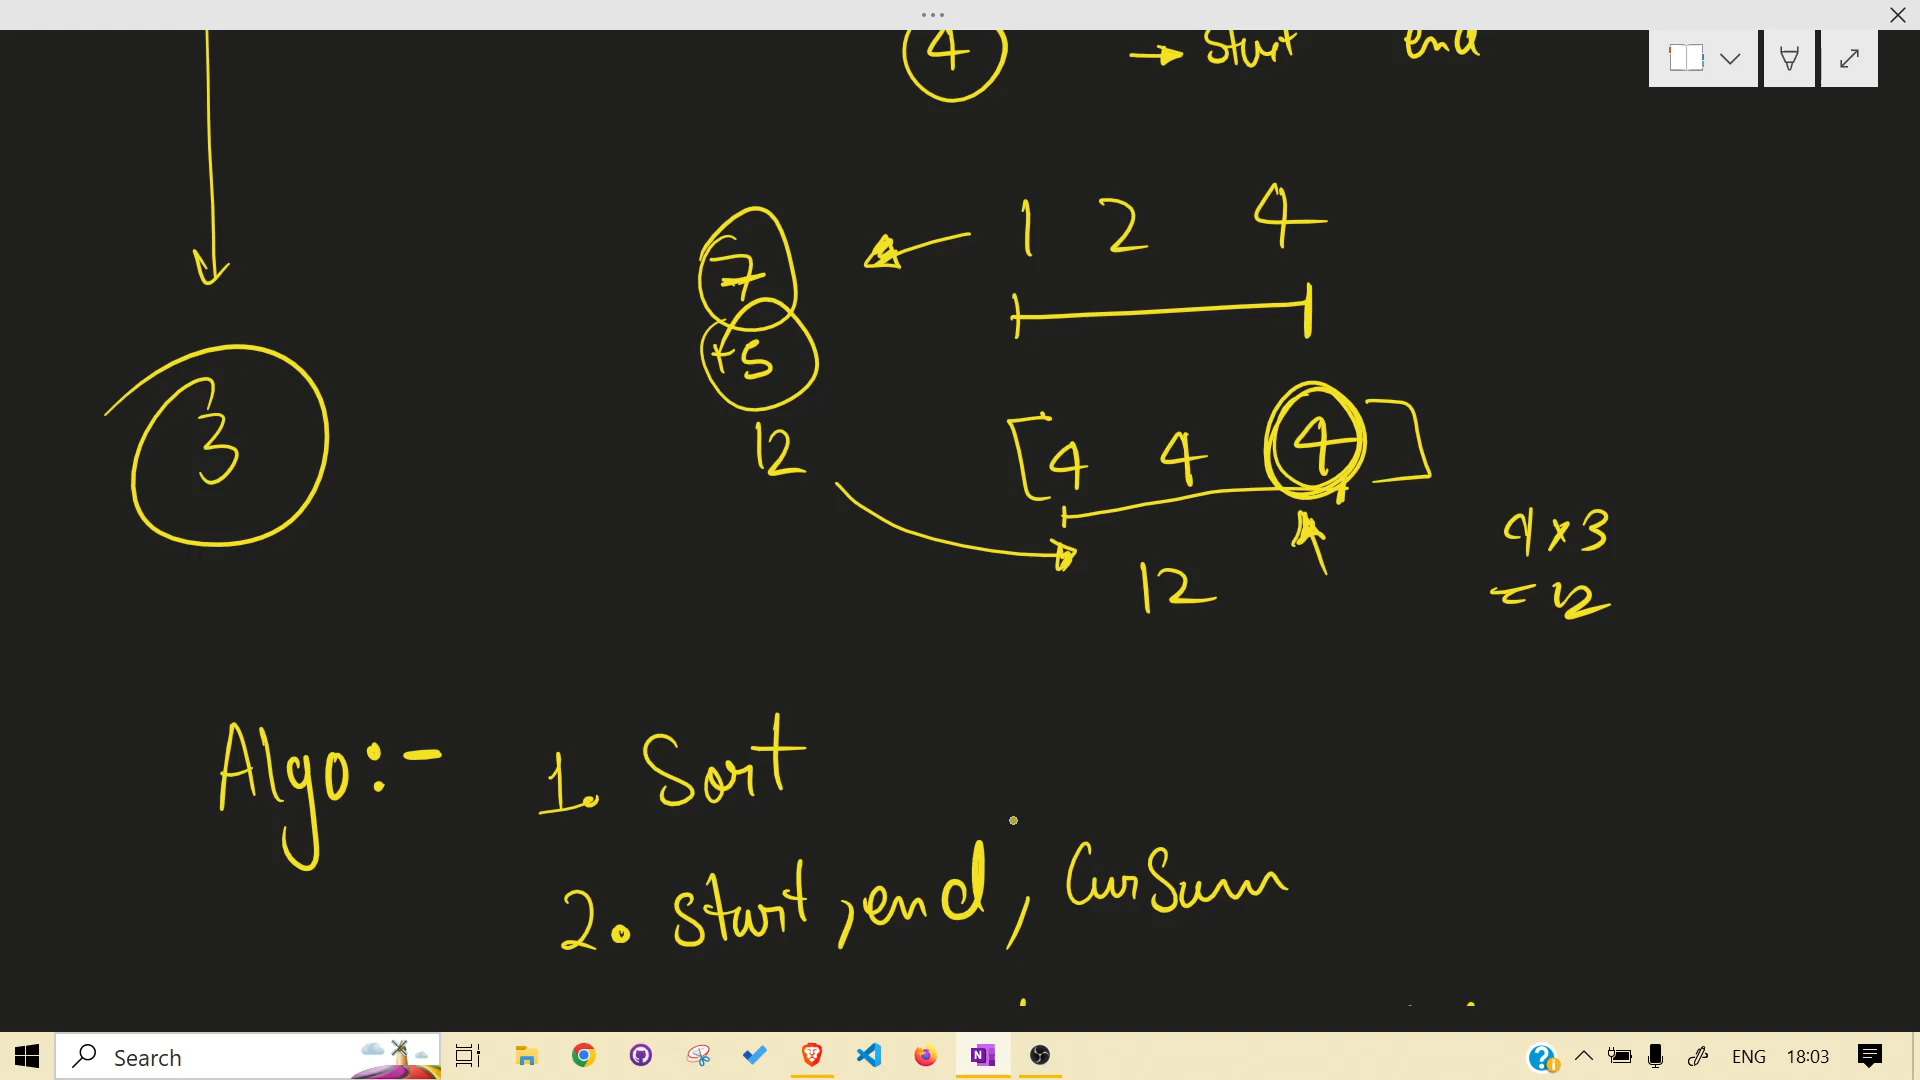 4 → Start end
1 2 4
7
+5
12
3
[4 4 4]
12
4 x 3
= 12
Algo:- 1. Sort
2. start, end, CurSum
Search
ENG 18:03